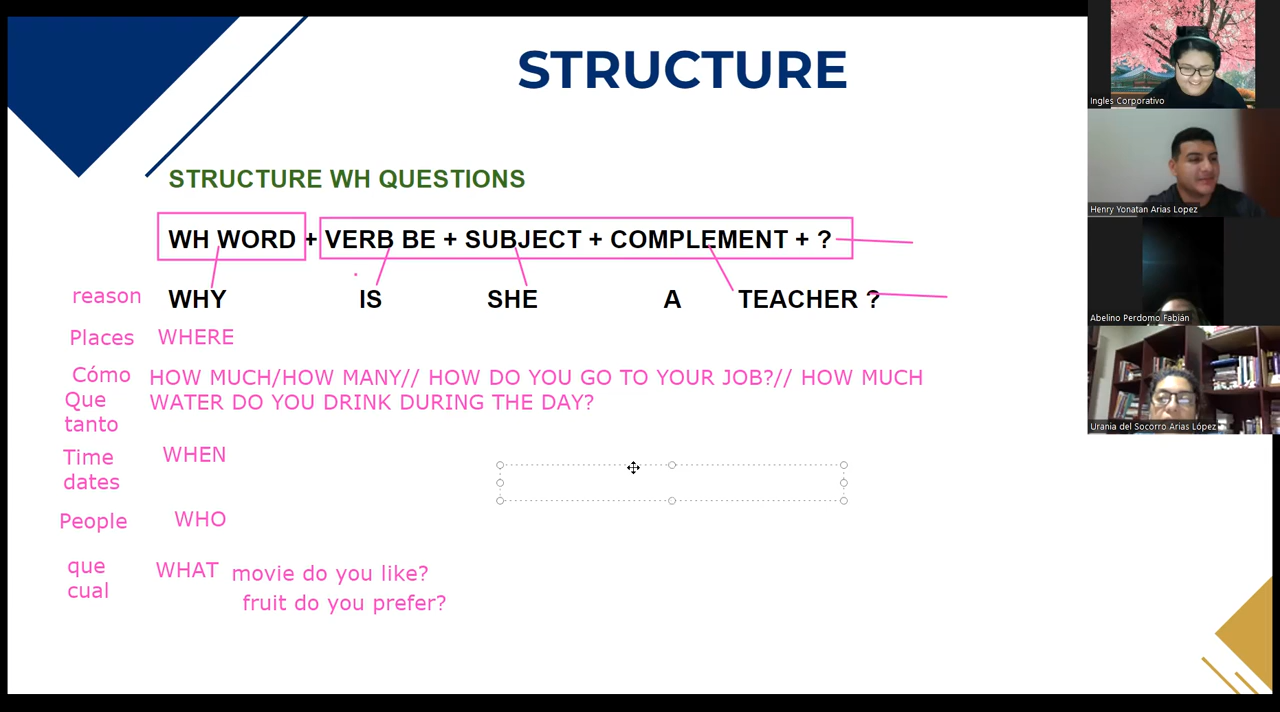 STRUCTURE
STRUCTURE WH QUESTIONS
WH WORD + VERB BE + SUBJECT + COMPLEMENT + ?
reason WHY IS SHE A TEACHER ?
Places WHERE
Cómo HOW MUCH/HOW MANY// HOW DO YOU GO TO YOUR JOB?// HOW MUCH
Que WATER DO YOU DRINK DURING THE DAY?
tanto
Time WHEN
dates
People WHO
que WHAT movie do you like?
cual
fruit do you prefer?
Ingles Corporativo
Henry Yonatan Arias Lopez
Abelino Perdomo Fabián
Urania del Socorro Arias López